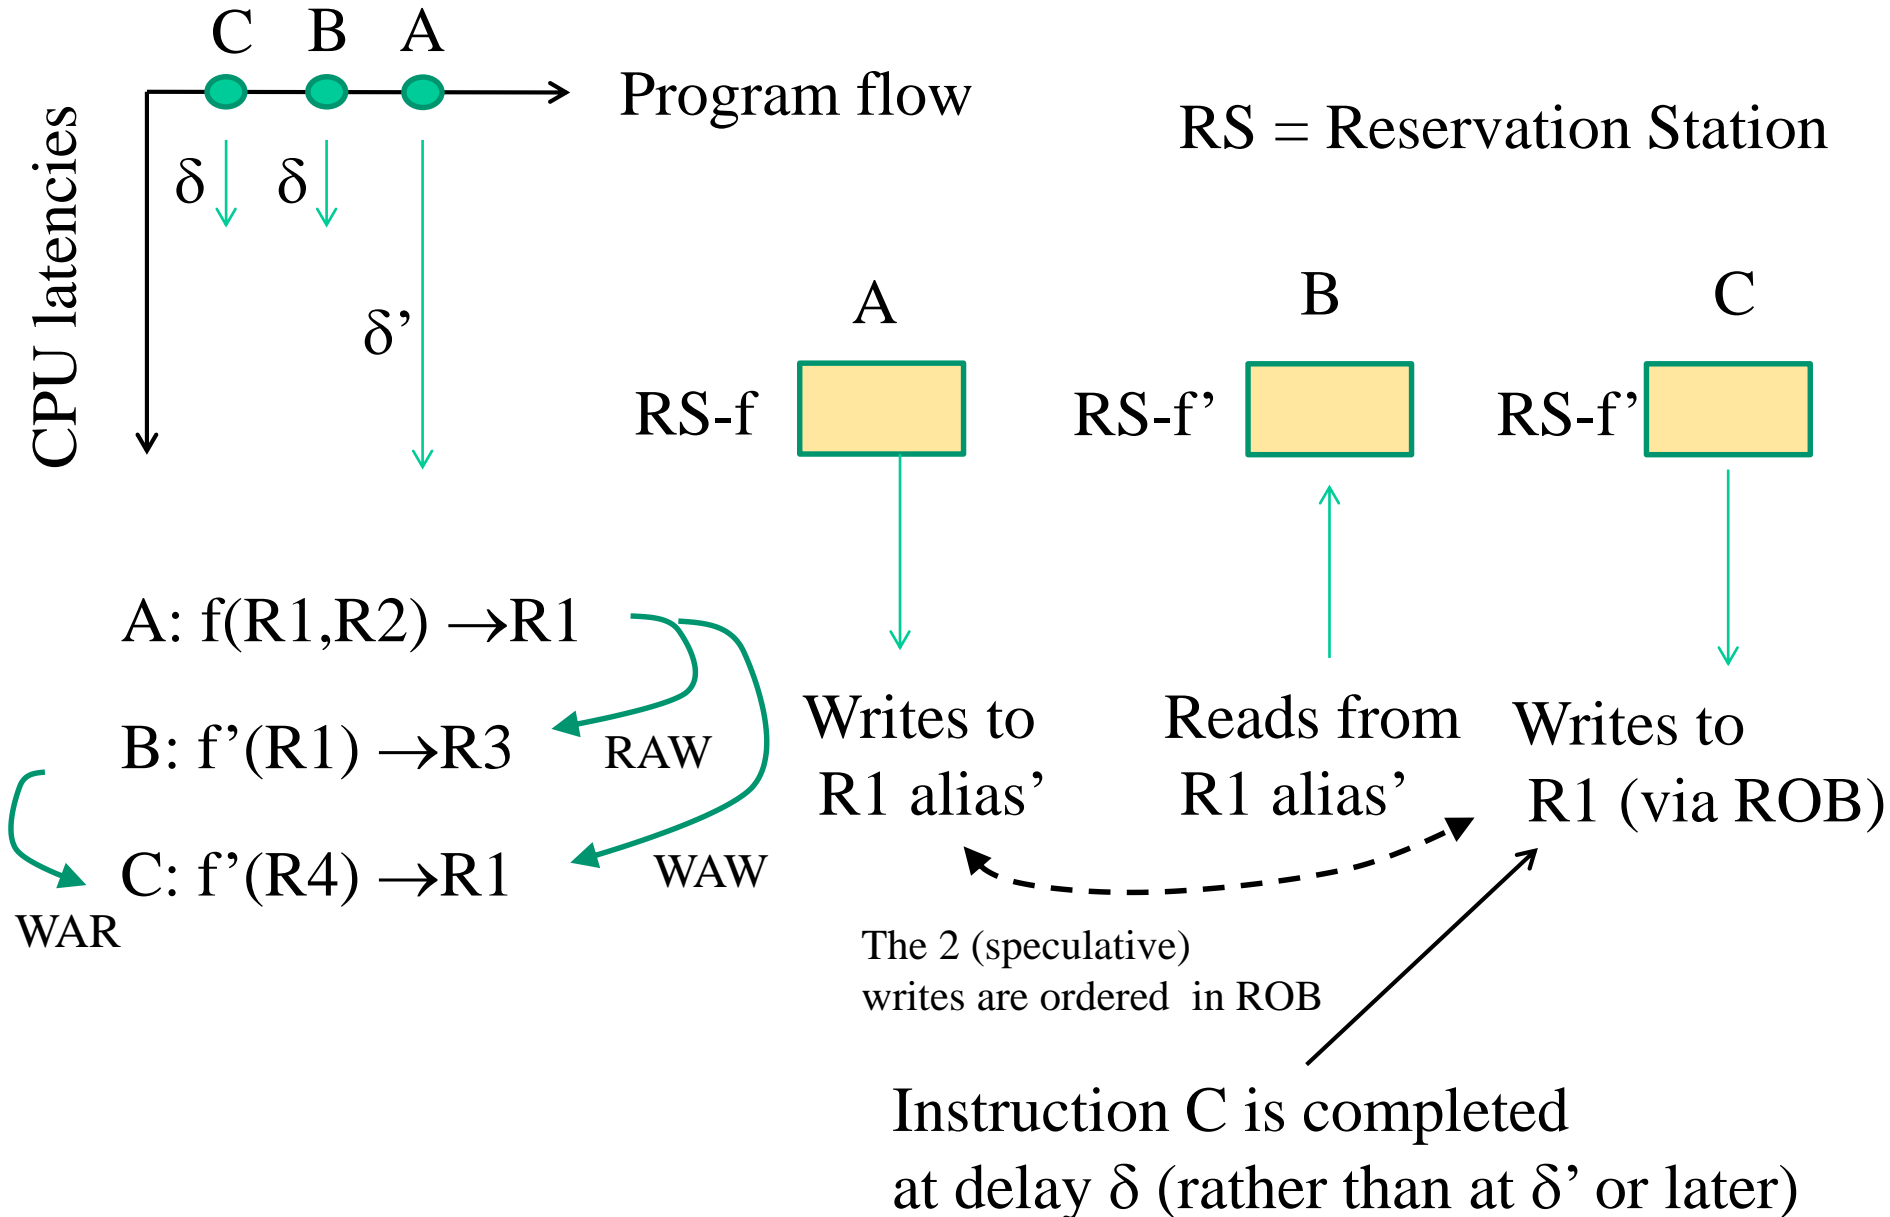 C B A
Program flow
RS = Reservation Station
CPU latencies
δ δ
δ’
A B C
RS-f RS-f’ RS-f’
A: f(R1,R2) →R1
B: f’(R1) →R3
RAW
C: f’(R4) →R1
WAW
WAR
Writes to
R1 alias’
Reads from
R1 alias’
Writes to
R1 (via ROB)
The 2 (speculative)
writes are ordered in ROB
Instruction C is completed
at delay δ (rather than at δ’ or later)